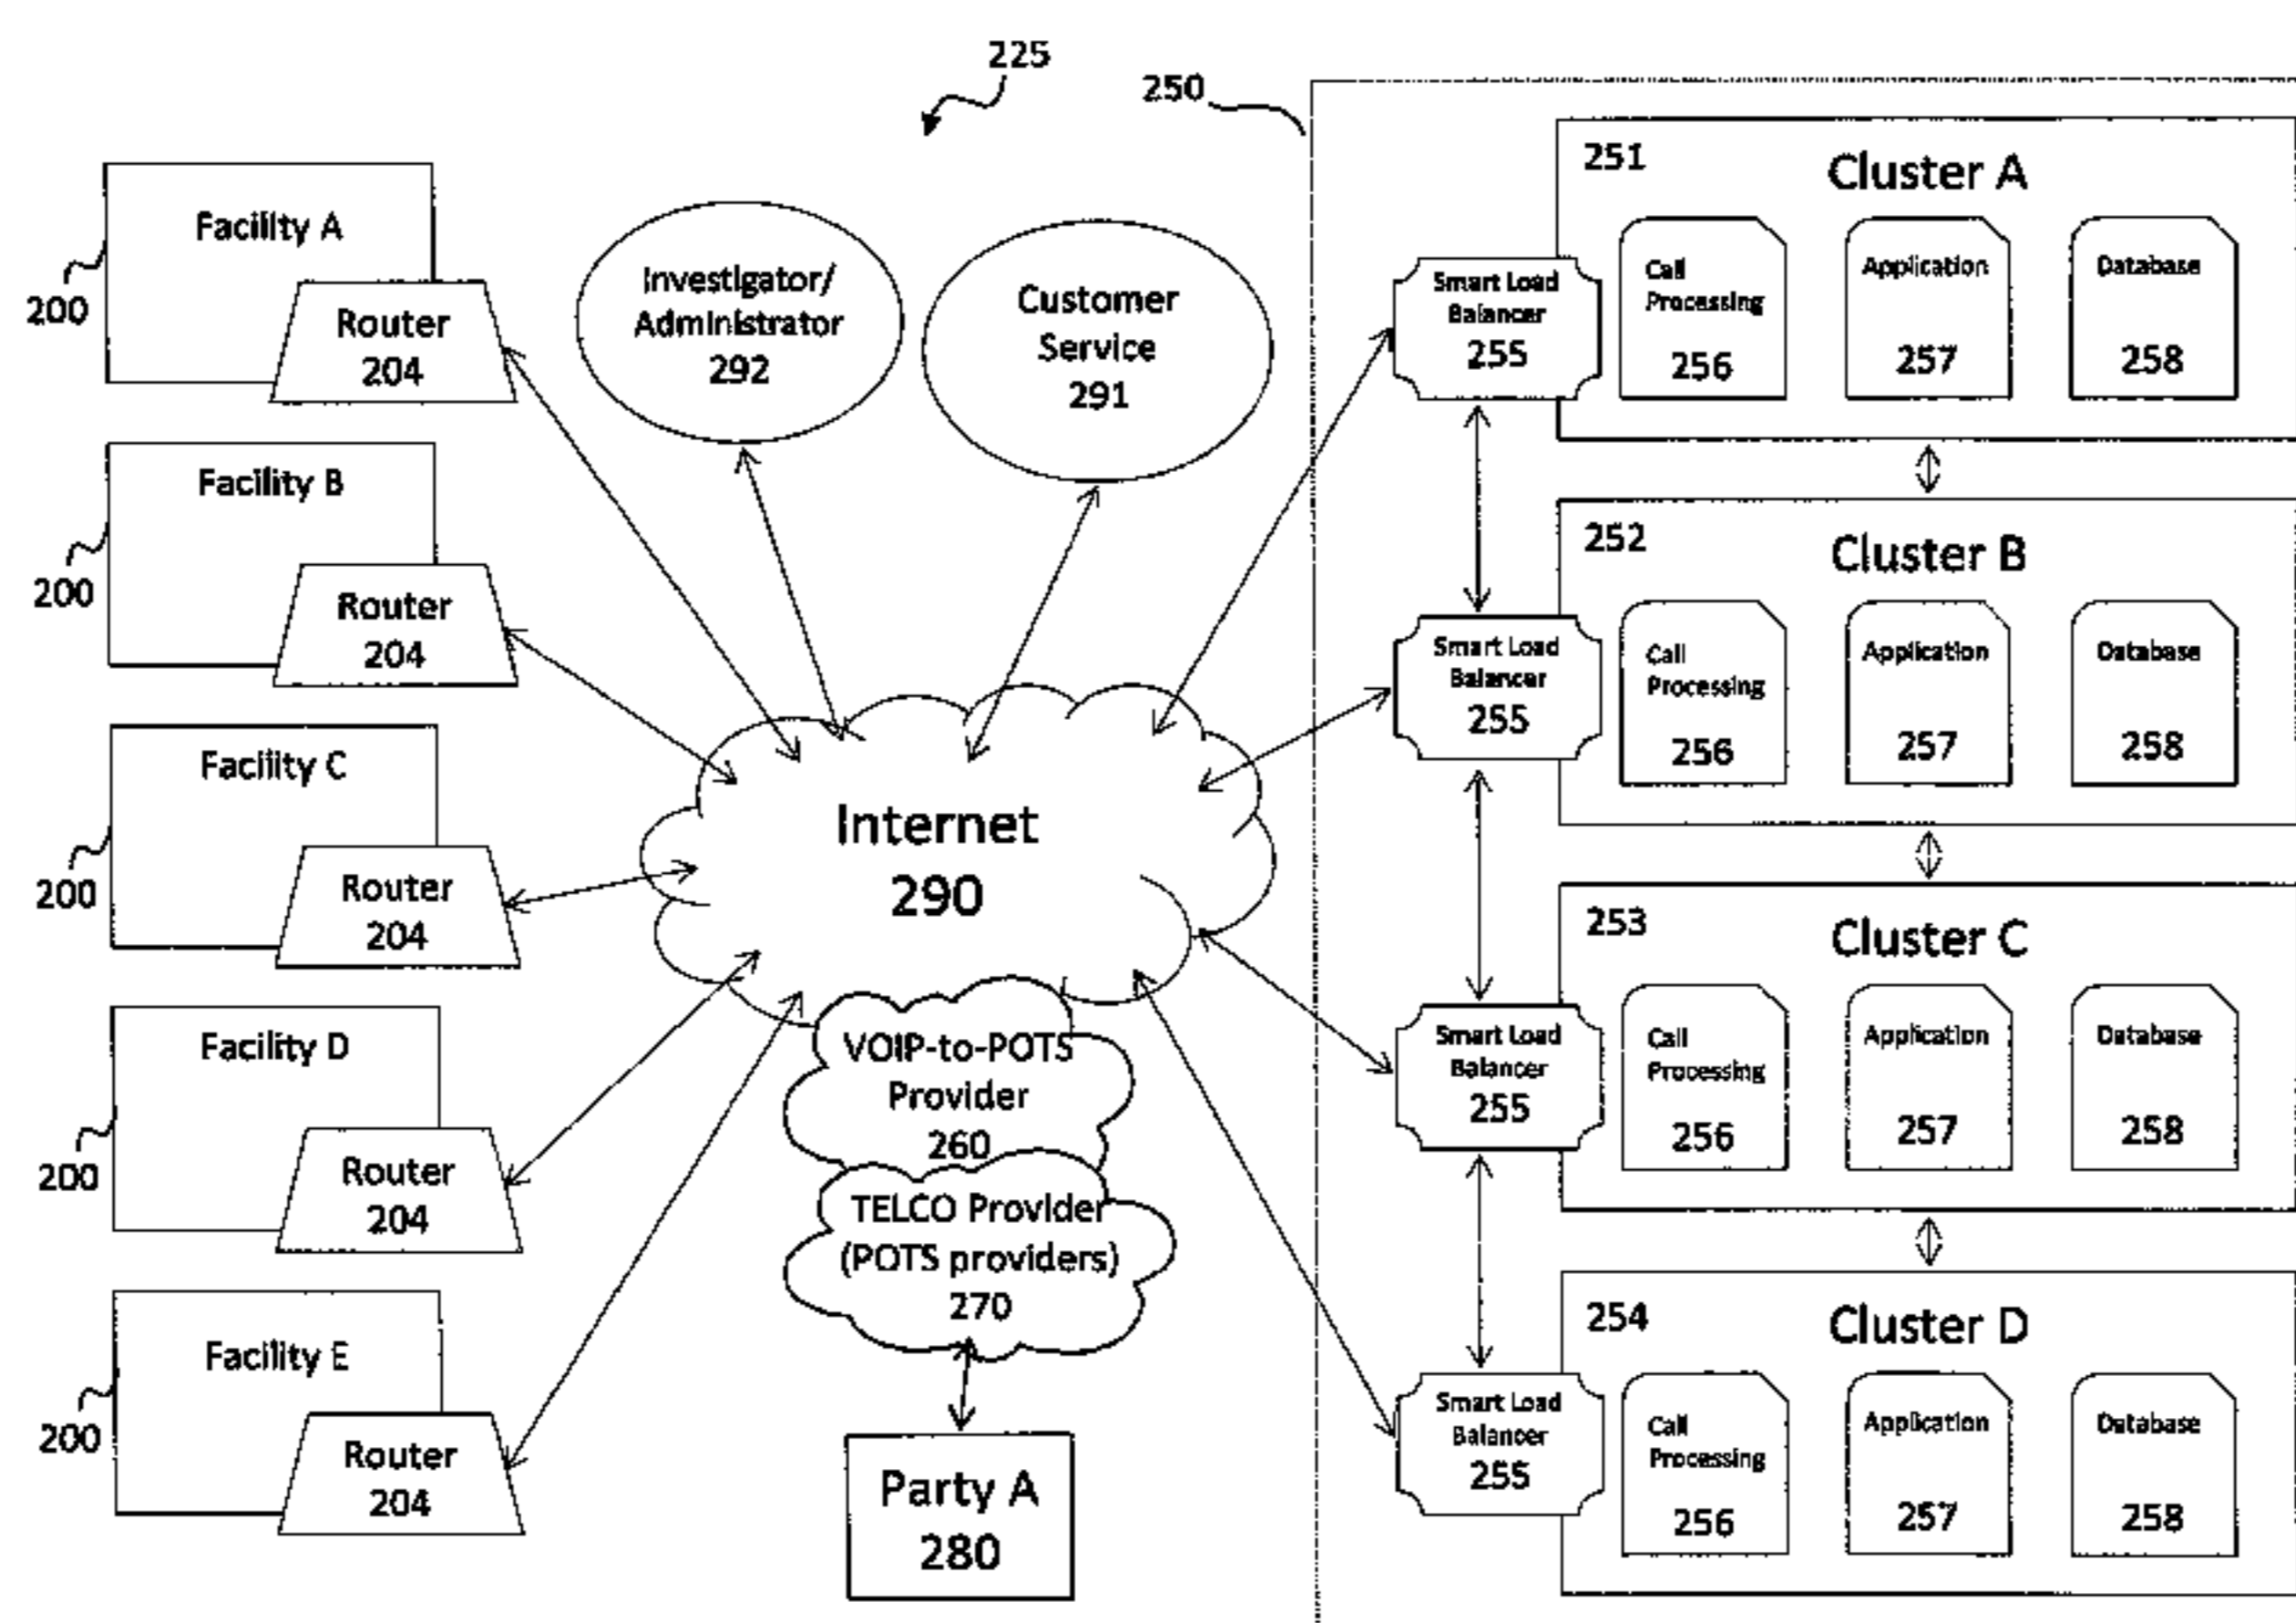 225
250
Facility A
200
Router
204
Facility B
200
Router
204
Facility C
200
Router
204
Facility D
200
Router
204
Facility E
200
Router
204
Investigator/
Administrator
292
Customer
Service
291
Internet
290
VOIP-to-POTS
Provider
260
TELCO Provider
(POTS providers)
270
Party A
280
Smart Load
Balancer
255
251
Cluster A
Call
Processing
256
Application
257
Database
258
Smart Load
Balancer
255
252
Cluster B
Call
Processing
256
Application
257
Database
258
Smart Load
Balancer
255
253
Cluster C
Call
Processing
256
Application
257
Database
258
Smart Load
Balancer
255
254
Cluster D
Call
Processing
256
Application
257
Database
258